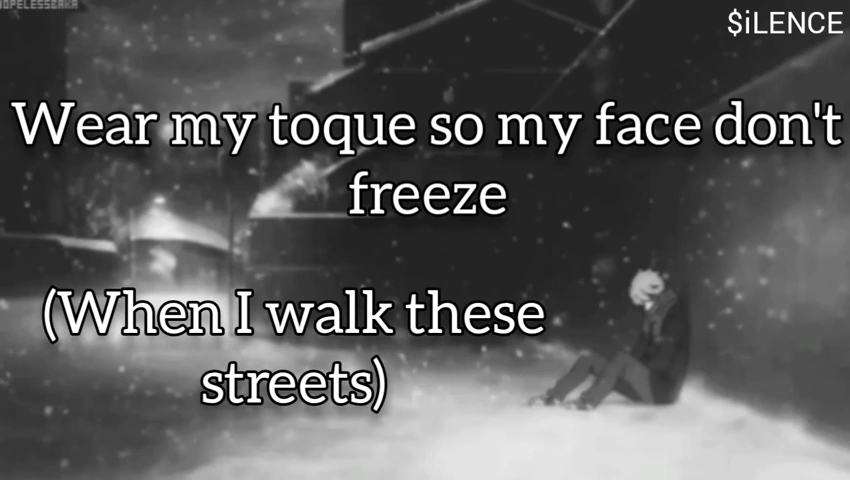 $iLENCE
Wear my toque so my face don't
freeze
(When I walk these
streets)